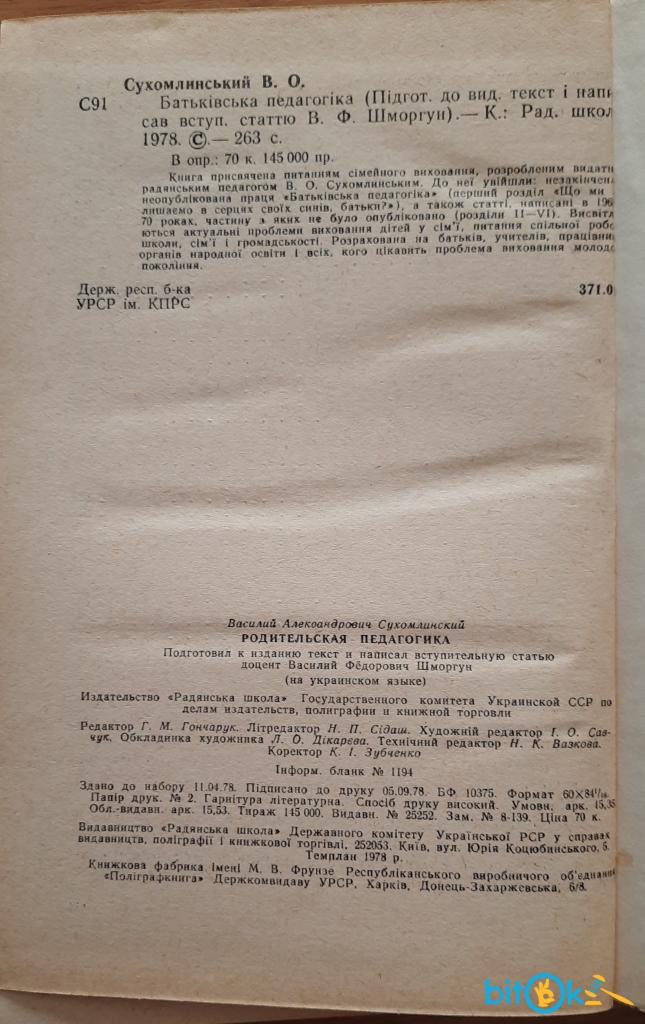 Сухомлинський В. О.
С91 Батьківська педагогіка (Підгот. до вид. текст і напи
сав вступ. статтю В. Ф. Шморгун).— К.: Рад. школ
1978. ©.— 263 с.
В опр.: 70 к. 145 000 пр.
Книга присвячена питанням сімейного виховання, розробленим видатн
радянським педагогом В. О. Сухомлинським. До неї увійшли: незакінчена
неопублікована праця «Батьківська педагогіка» (перший розділ «Що ми
лишаємо в серцях своїх синів, батьки?»), а також статті, написані в 196
70 роках, частину з яких не було опубліковано (розділи II—VI). Висвітл
юються актуальні проблеми виховання дітей у сім'ї, питання спільної робо
школи, сім'ї і громадськості. Розрахована на батьків, учителів, працівни
органів народної освіти і всіх, кого цікавить проблема виховання молодо
покоління.
Держ. респ. б-ка 371.0
УРСР ім. КПРС
Василий Александрович Сухомлинский
РОДИТЕЛЬСКАЯ ПЕДАГОГИКА
Подготовил к изданию текст и написал вступительную статью
доцент Василий Фёдорович Шморгун
(на украинском языке)
Издательство «Радянська школа» Государственного комитета Украинской ССР по
делам издательств, полиграфии и книжной торговли
Редактор Г. М. Гончарук. Літредактор Н. П. Сідаш. Художній редактор І. О. Сав-
чук. Обкладинка художника Л. О. Дікарєва. Технічний редактор Н. К. Вазкова.
Коректор К. І. Зубченко
Інформ. бланк № 1194
Здано до набору 11.04.78. Підписано до друку 05.09.78. БФ 10375. Формат 60×84¹/₁₆.
Папір друк. № 2. Гарнітура літературна. Спосіб друку високий. Умовн. арк. 15,35
Обл.-видавн. арк. 15,53. Тираж 145 000. Видавн. № 25252. Зам. № 8-139. Ціна 70 к.
Видавництво «Радянська школа» Державного комітету Української РСР у справах
видавництв, поліграфії і книжкової торгівлі, 252053. Київ, вул. Юрія Коцюбинського, 5.
Темплан 1978 р.
Книжкова фабрика імені М. В. Фрунзе Республіканського виробничого об'єднання
«Поліграфкнига» Держкомвидаву УРСР, Харків, Донець-Захаржевська, 6/8.
bitOk